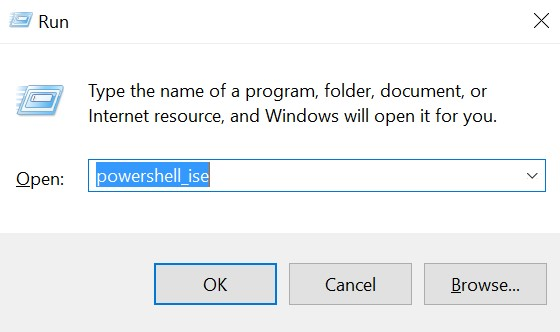 Run
Type the name of a program, folder, document, or
Internet resource, and Windows will open it for you.
Open: powershell_ise
OK Cancel Browse...